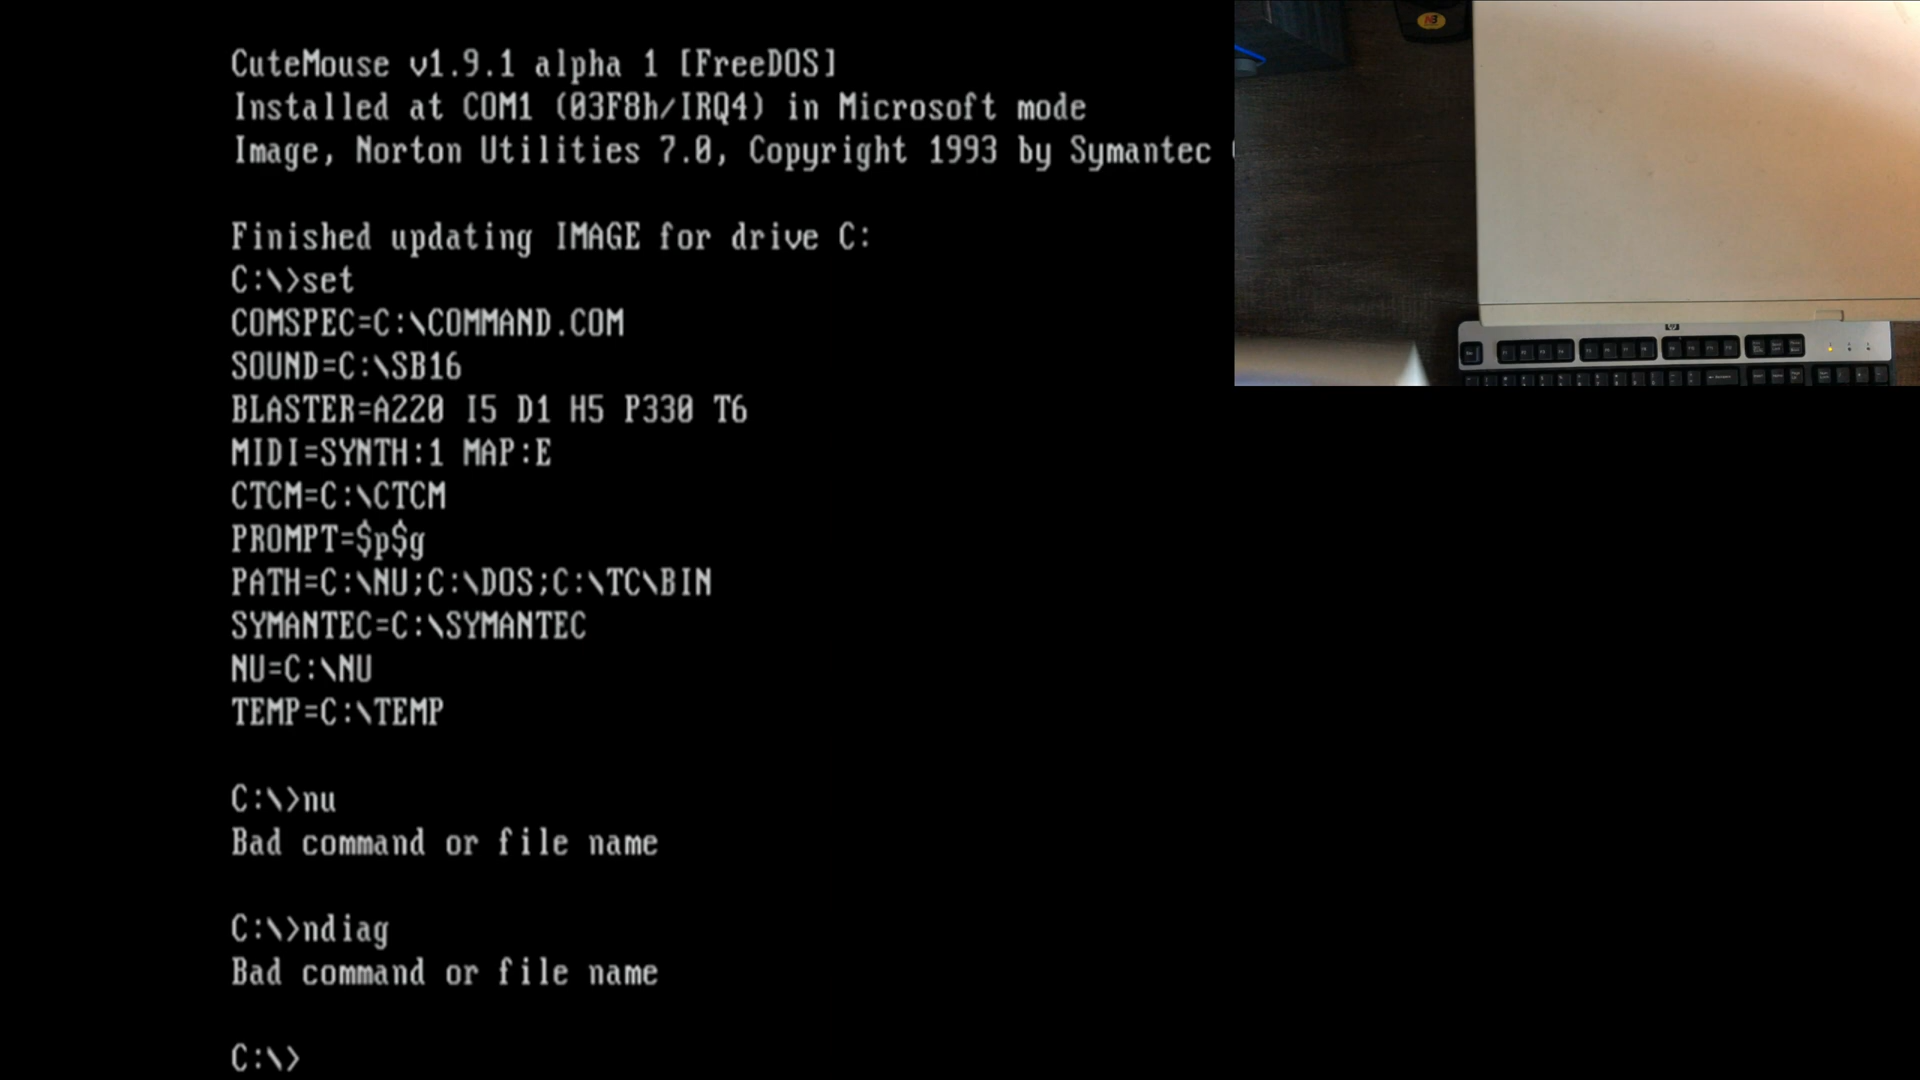 CuteMouse v1.9.1 alpha 1 [FreeDOS]
Installed at COM1 (03F8h/IRQ4) in Microsoft mode
Image, Norton Utilities 7.0, Copyright 1993 by Symantec
Finished updating IMAGE for drive C:
C:\>set
COMSPEC=C:\COMMAND.COM
SOUND=C:\SB16
BLASTER=A220 I5 D1 H5 P330 T6
MIDI=SYNTH:1 MAP:E
CTCM=C:\CTCM
PROMPT=$p$g
PATH=C:\NU;C:\DOS;C:\TC\BIN
SYMANTEC=C:\SYMANTEC
NU=C:\NU
TEMP=C:\TEMP
C:\>nu
Bad command or file name
C:\>ndiag
Bad command or file name
C:\>